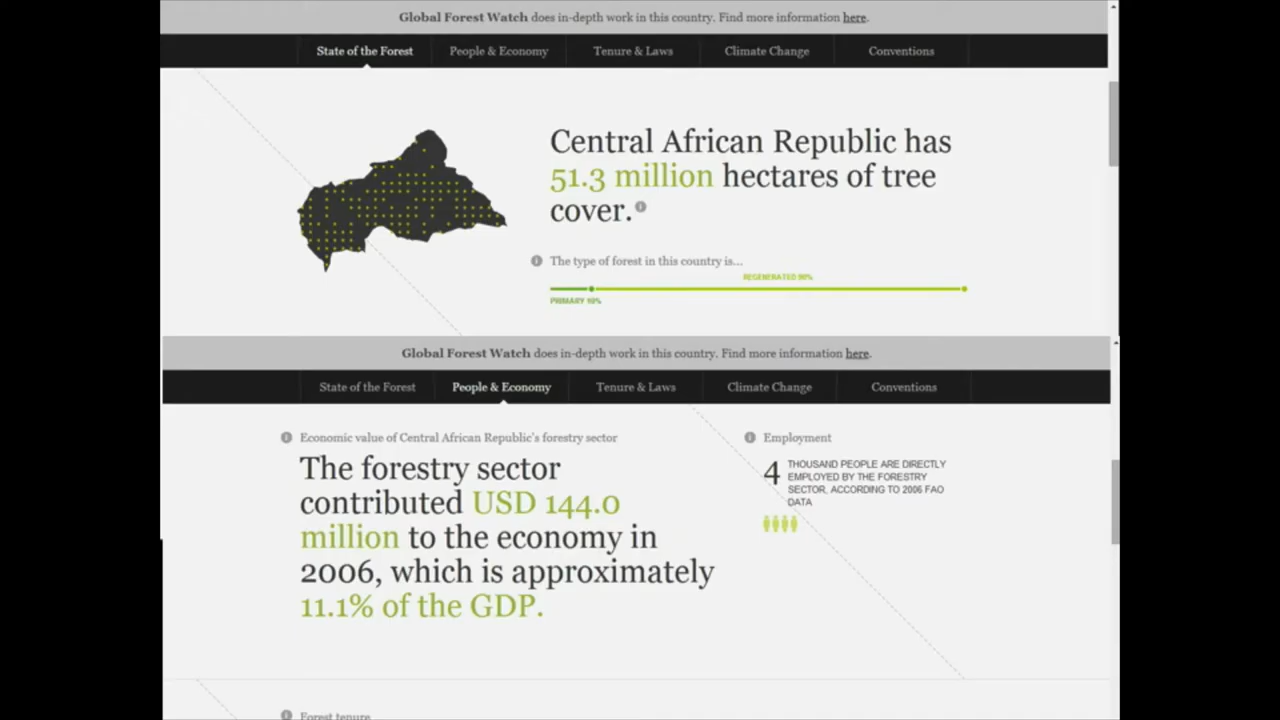 Global Forest Watch does in-depth work in this country. Find more information here.
State of the Forest People & Economy Tenure & Laws Climate Change Conventions
Central African Republic has
51.3 million hectares of tree
cover.
The type of forest in this country is...
REGENERATED 90%
PRIMARY 10%
Global Forest Watch does in-depth work in this country. Find more information here.
State of the Forest People & Economy Tenure & Laws Climate Change Conventions
Economic value of Central African Republic's forestry sector
The forestry sector
contributed USD 144.0
million to the economy in
2006, which is approximately
11.1% of the GDP.
Employment
4 THOUSAND PEOPLE ARE DIRECTLY
EMPLOYED BY THE FORESTRY
SECTOR, ACCORDING TO 2006 FAO
DATA
Forest tenure